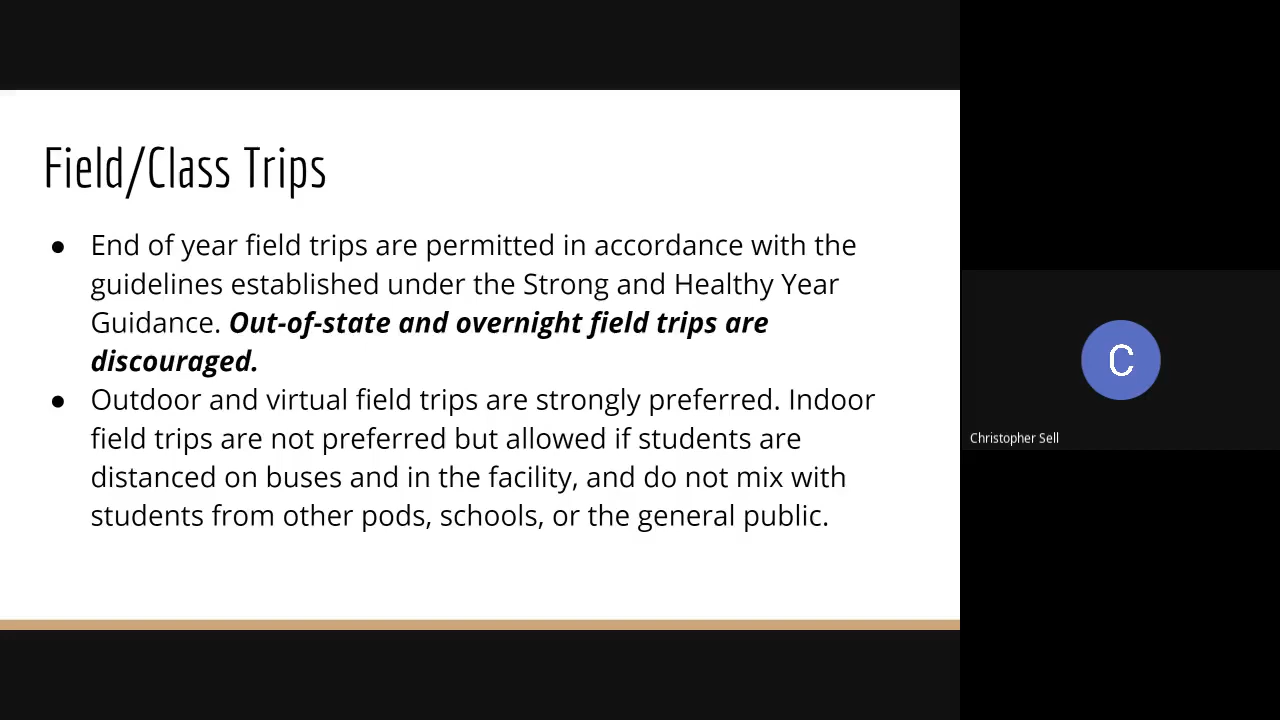 Field/Class Trips
● End of year field trips are permitted in accordance with the
guidelines established under the Strong and Healthy Year
Guidance. Out-of-state and overnight field trips are
discouraged.
● Outdoor and virtual field trips are strongly preferred. Indoor
field trips are not preferred but allowed if students are
distanced on buses and in the facility, and do not mix with
students from other pods, schools, or the general public.
C
Christopher Sell